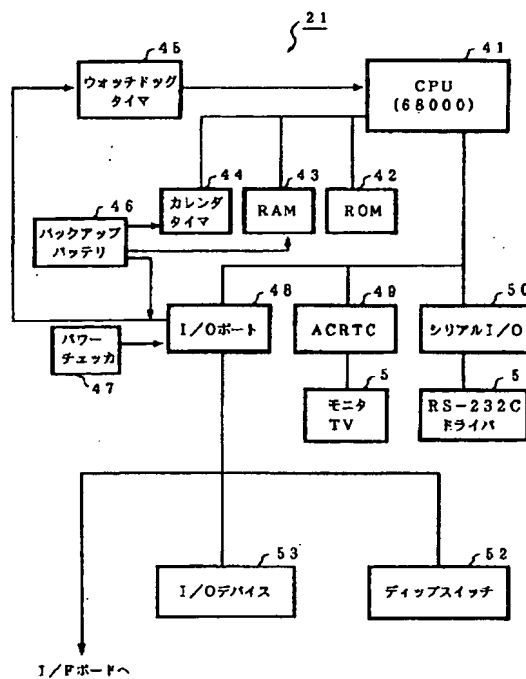 21
45
ウォッチドッグ
タイマ
41
CPU
(68000)
44
カレンダ
タイマ
43
RAM
42
ROM
46
バックアップ
バッテリ
48
I/Oポート
49
ACRTC
50
シリアルI/O
パワー
チェッカ
47
5
モニタ
TV
5
RS-232C
ドライバ
53
I/Oデバイス
52
ディップスイッチ
I/Fボードへ